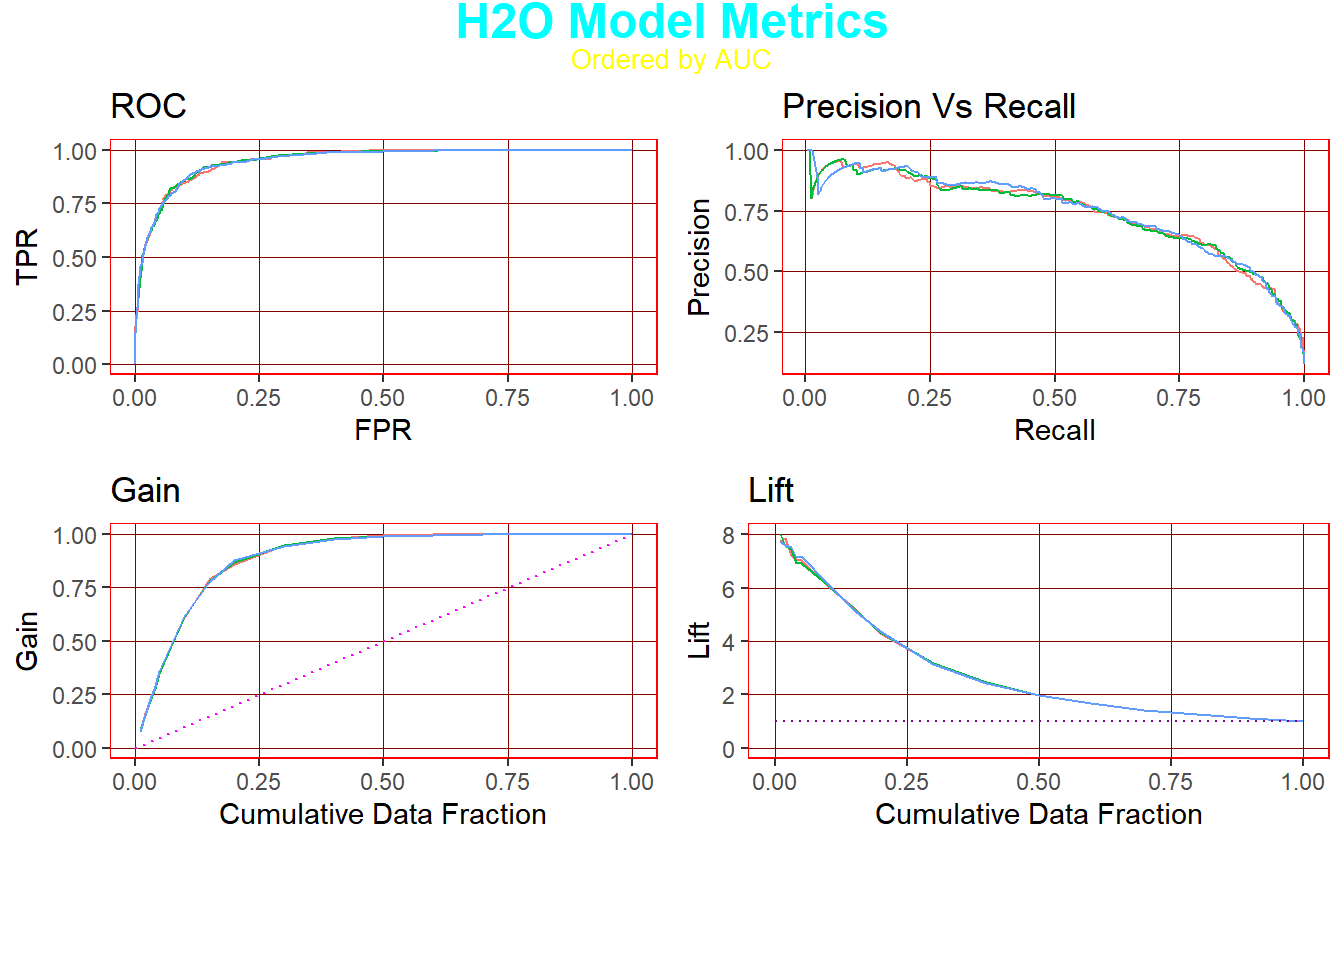 H2O Model Metrics
Ordered by AUC
ROC
1.00
0.75
0.50
0.25
0.00
TPR
0.00 0.25 0.50 0.75 1.00
FPR
Precision Vs Recall
1.00
0.75
0.50
0.25
Precision
0.00 0.25 0.50 0.75 1.00
Recall
Gain
1.00
0.75
0.50
0.25
0.00
Gain
0.00 0.25 0.50 0.75 1.00
Cumulative Data Fraction
Lift
8
6
4
2
0
Lift
0.00 0.25 0.50 0.75 1.00
Cumulative Data Fraction